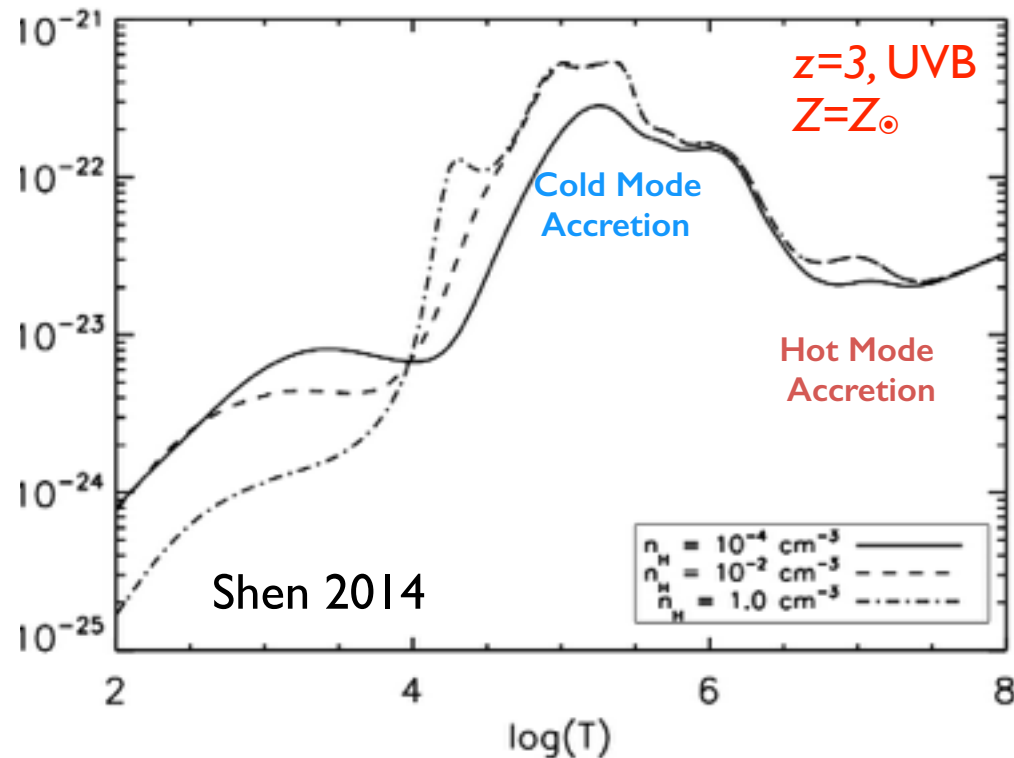 10⁻²¹
z=3, UVB
Z=Z☉
10⁻²²
Cold Mode
Accretion
10⁻²³
Hot Mode
Accretion
10⁻²⁴
n_H = 10⁻⁴ cm⁻³
n_H = 10⁻² cm⁻³
n_H = 1.0 cm⁻³
Shen 2014
10⁻²⁵
2 4 6 8
log(T)